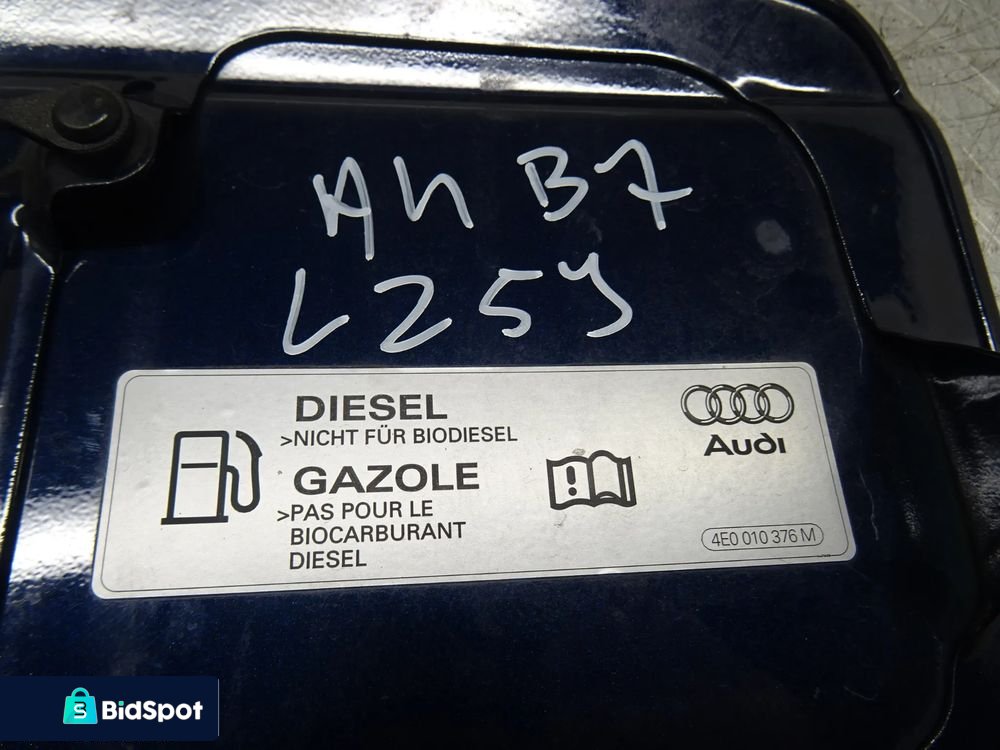 A4 B7
LZ5Y
DIESEL
>NICHT FÜR BIODIESEL
GAZOLE
>PAS POUR LE
BIOCARBURANT
DIESEL
Audi
4E0 010 376 M
BidSpot